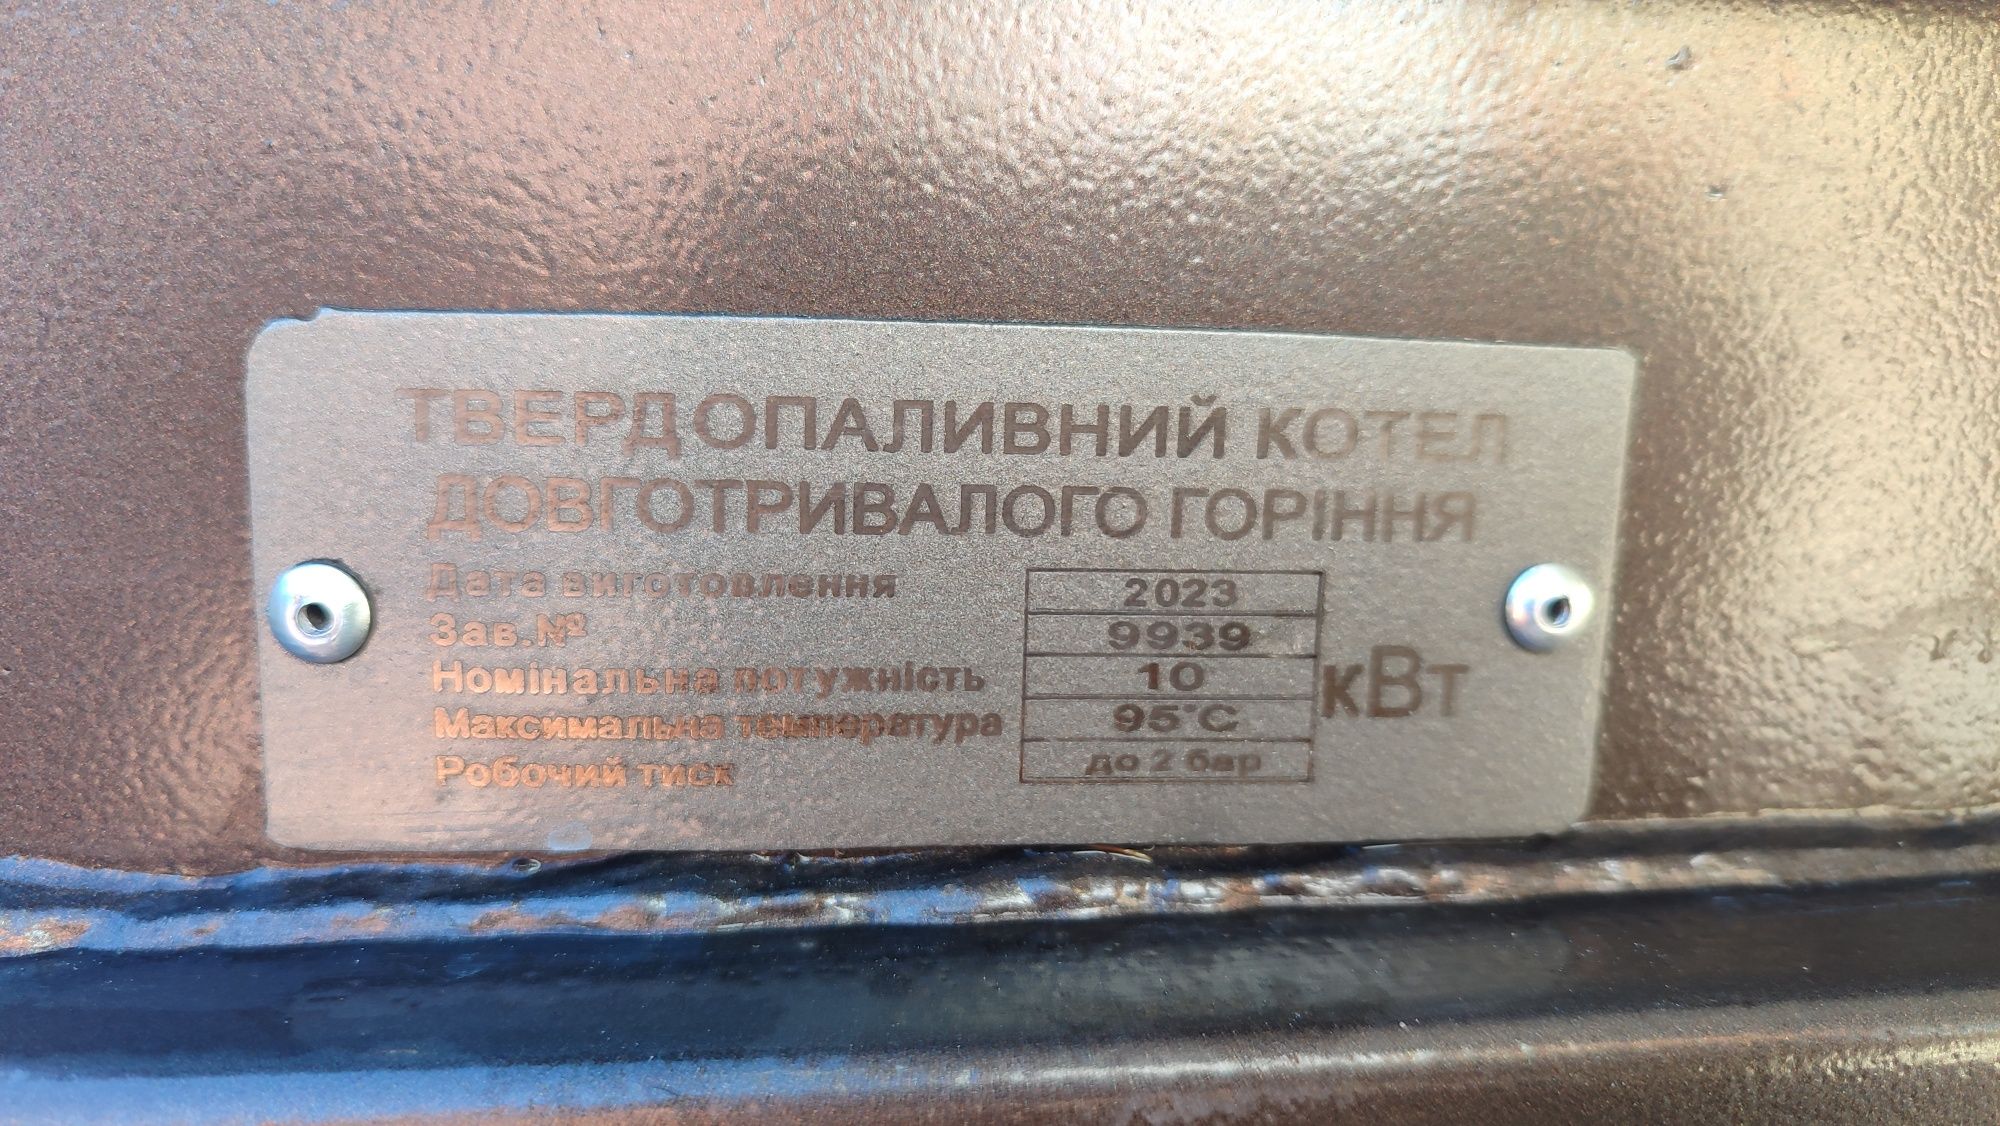 ТВЕРДОПАЛИВНИЙ КОТЕЛ
ДОВГОТРИВАЛОГО ГОРІННЯ
Дата виготовлення 2023
Зав.№ 9939
Номінальна потужність 10 кВт
Максимальна температура 95°С
Робочий тиск до 2 бар